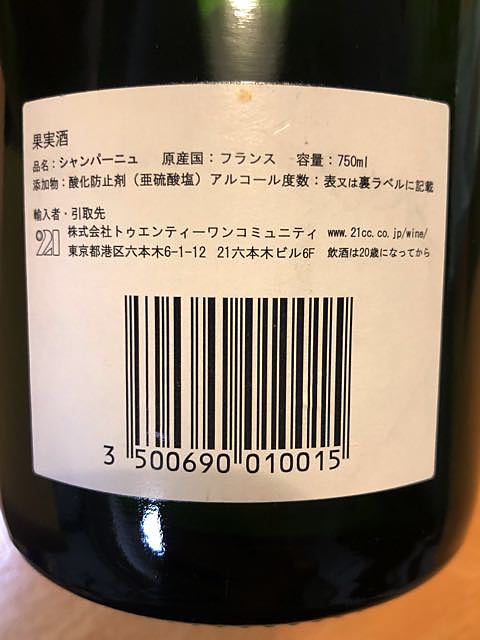 果実酒
品名：シャンパーニュ　原産国：フランス　容量：750ml
添加物：酸化防止剤（亜硫酸塩）アルコール度数：表又は裏ラベルに記載
輸入者・引取先
21 株式会社トゥエンティーワンコミュニティ www.21cc.co.jp/wine/
東京都港区六本木6-1-12 21六本木ビル6F 飲酒は20歳になってから
3 500690 010015